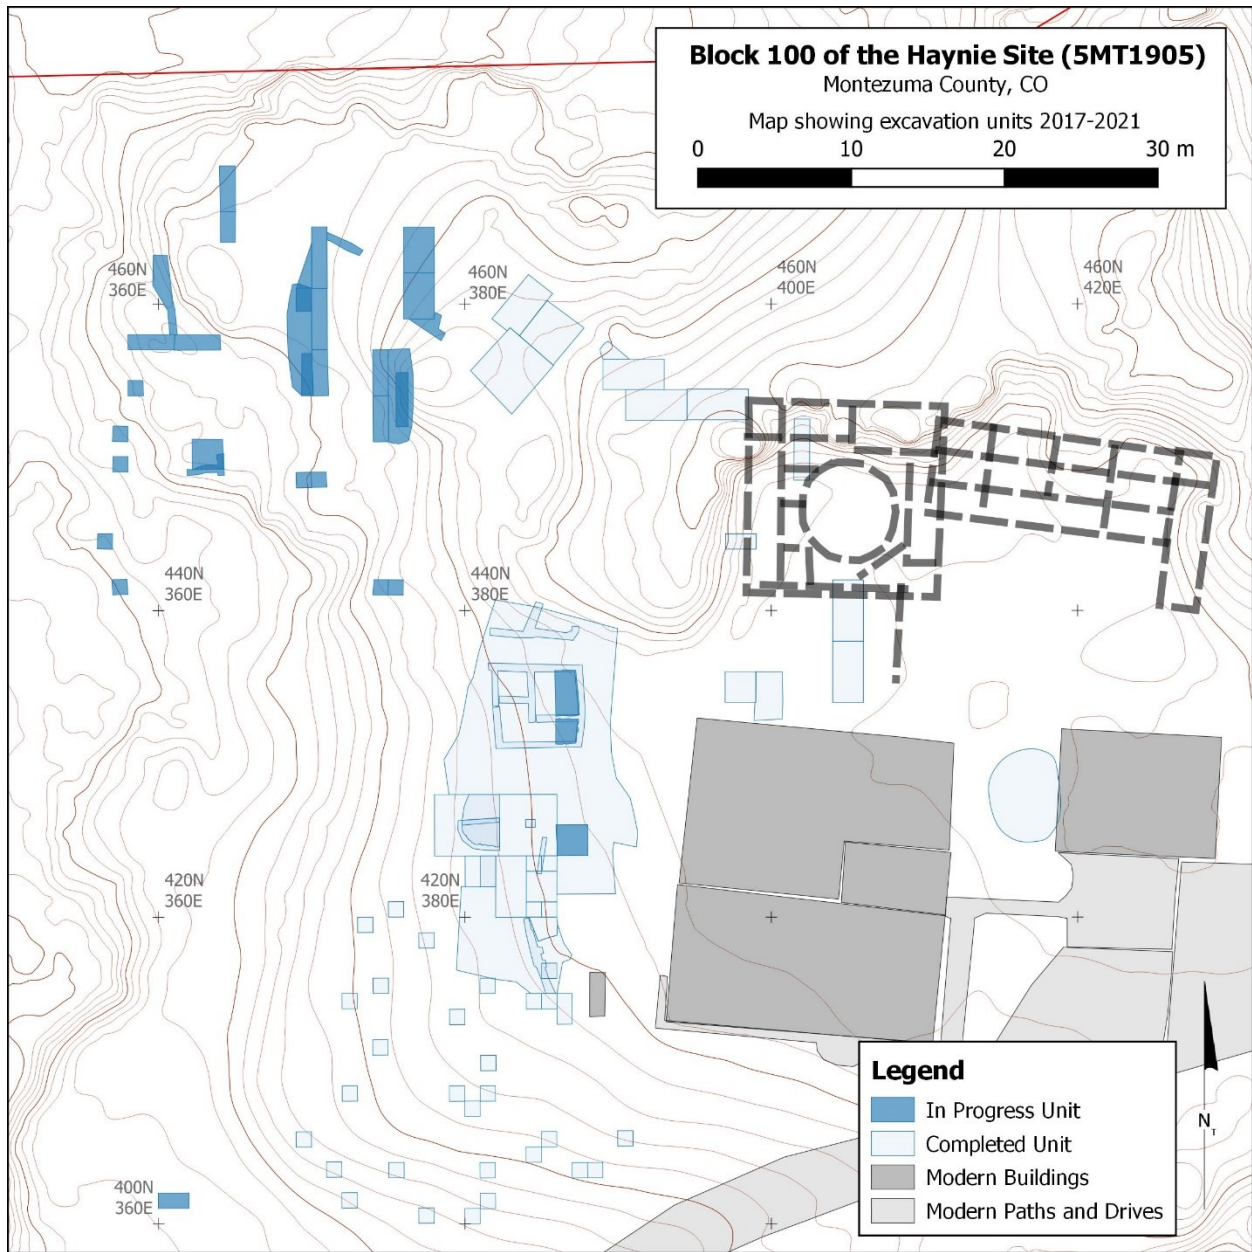 Block 100 of the Haynie Site (5MT1905)
Montezuma County, CO
Map showing excavation units 2017-2021
0 10 20 30 m
460N
360E
460N
380E
460N
400E
460N
420E
440N
360E
440N
380E
420N
360E
420N
380E
400N
360E
Legend
In Progress Unit
Completed Unit
Modern Buildings
Modern Paths and Drives
NT